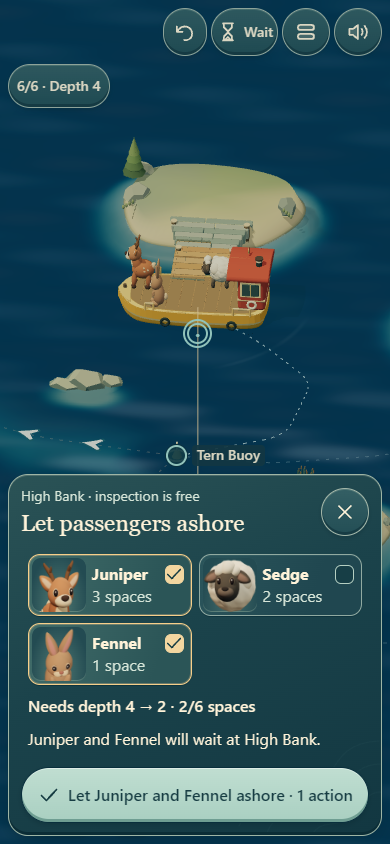 Wait
6/6 · Depth 4
Tern Buoy
High Bank · inspection is free
Let passengers ashore
Juniper
3 spaces
Sedge
2 spaces
Fennel
1 space
Needs depth 4 → 2 · 2/6 spaces
Juniper and Fennel will wait at High Bank.
Let Juniper and Fennel ashore · 1 action